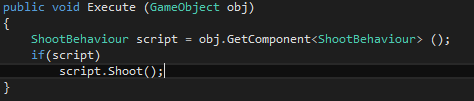 public void Execute (GameObject obj)
{
    ShootBehaviour script = obj.GetComponent<ShootBehaviour> ();
    if(script)
        script.Shoot();
}